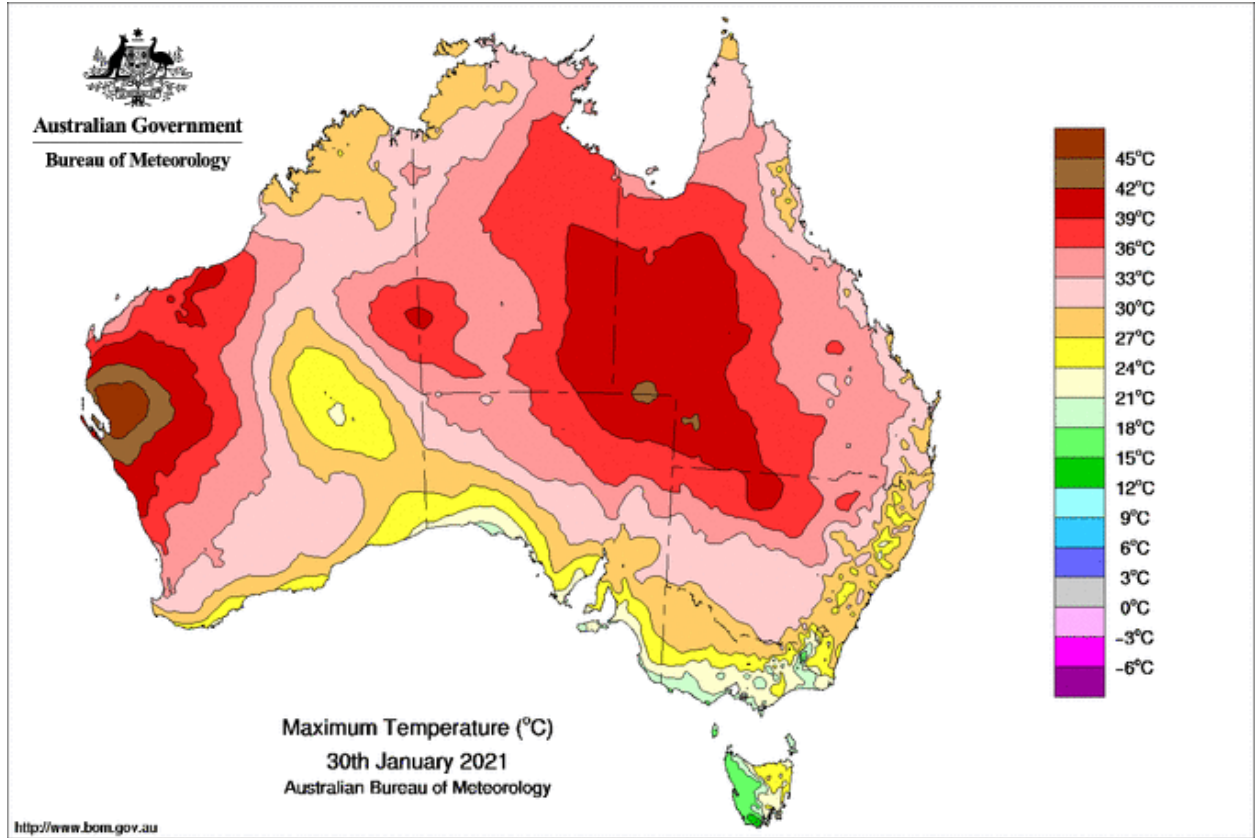 Australian Government
Bureau of Meteorology
45°C
42°C
39°C
36°C
33°C
30°C
27°C
24°C
21°C
18°C
15°C
12°C
9°C
6°C
3°C
0°C
-3°C
-6°C
Maximum Temperature (°C)
30th January 2021
Australian Bureau of Meteorology
http://www.bom.gov.au